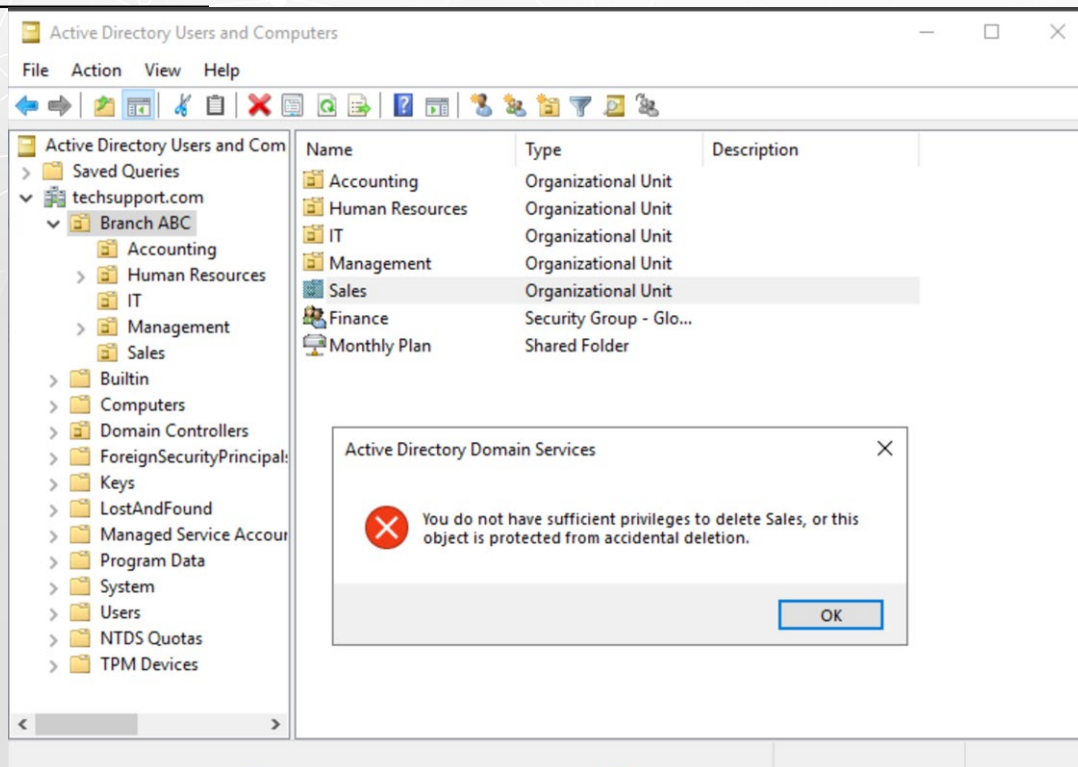 Active Directory Users and Computers
File Action View Help
Active Directory Users and Com
Saved Queries
techsupport.com
Branch ABC
Accounting
Human Resources
IT
Management
Sales
Builtin
Computers
Domain Controllers
ForeignSecurityPrincipals
Keys
LostAndFound
Managed Service Accour
Program Data
System
Users
NTDS Quotas
TPM Devices
Name Type Description
Accounting Organizational Unit
Human Resources Organizational Unit
IT Organizational Unit
Management Organizational Unit
Sales Organizational Unit
Finance Security Group - Glo...
Monthly Plan Shared Folder
Active Directory Domain Services
You do not have sufficient privileges to delete Sales, or this
object is protected from accidental deletion.
OK